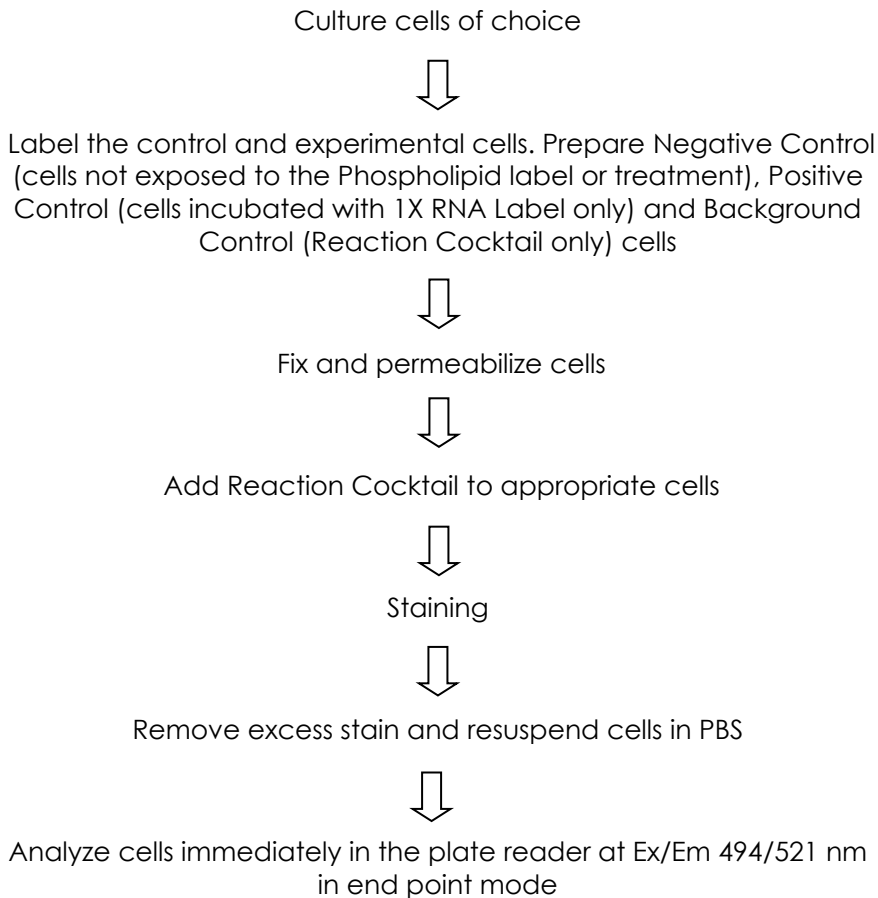 Culture cells of choice
Label the control and experimental cells. Prepare Negative Control
(cells not exposed to the Phospholipid label or treatment), Positive
Control (cells incubated with 1X RNA Label only) and Background
Control (Reaction Cocktail only) cells
Fix and permeabilize cells
Add Reaction Cocktail to appropriate cells
Staining
Remove excess stain and resuspend cells in PBS
Analyze cells immediately in the plate reader at Ex/Em 494/521 nm
in end point mode